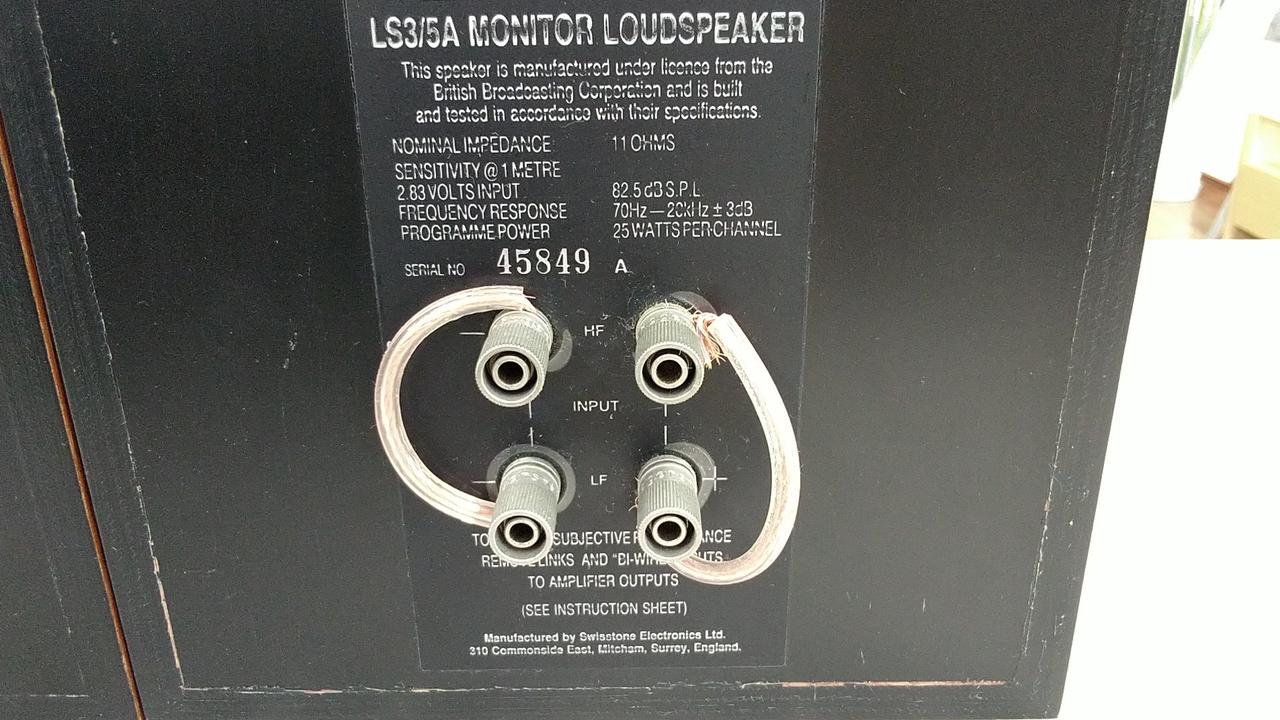 LS3/5A MONITOR LOUDSPEAKER
This speaker is manufactured under licence from the
British Broadcasting Corporation and is built
and tested in accordance with their specifications.
NOMINAL IMPEDANCE 11 OHMS
SENSITIVITY @ 1 METRE
2.83 VOLTS INPUT 82.5 dB S.P.L.
FREQUENCY RESPONSE 70Hz — 20kHz ± 3dB
PROGRAMME POWER 25 WATTS PER CHANNEL
SERIAL NO 45849 A
HF
INPUT
LF
TO SUBJECTIVE
LINKS AND "BI-WIRE"
TO AMPLIFIER OUTPUTS
(SEE INSTRUCTION SHEET)
Manufactured by Swisstone Electronics Ltd.
310 Commonside East, Mitcham, Surrey, England.